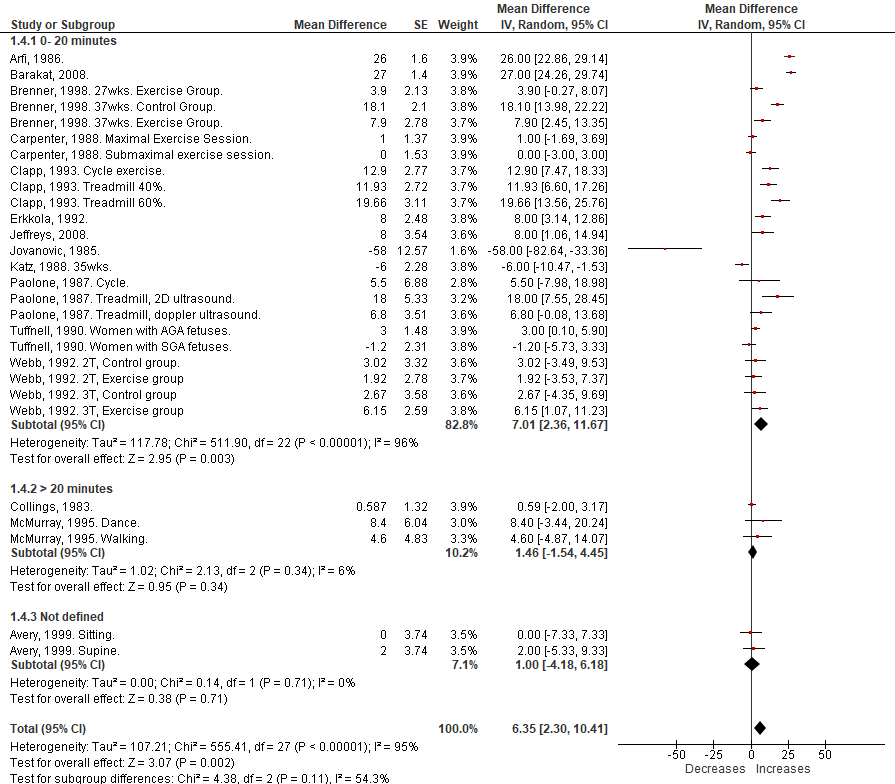 Mean Difference Mean Difference
Study or Subgroup Mean Difference SE Weight IV, Random, 95% CI IV, Random, 95% CI
1.4.1 0- 20 minutes
Arfi, 1986. 26 1.6 3.9% 26.00 [22.86, 29.14]
Barakat, 2008. 27 1.4 3.9% 27.00 [24.26, 29.74]
Brenner, 1998. 27wks. Exercise Group. 3.9 2.13 3.8% 3.90 [-0.27, 8.07]
Brenner, 1998. 37wks. Control Group. 18.1 2.1 3.8% 18.10 [13.98, 22.22]
Brenner, 1998. 37wks. Exercise Group. 7.9 2.78 3.7% 7.90 [2.45, 13.35]
Carpenter, 1988. Maximal Exercise Session. 1 1.37 3.9% 1.00 [-1.69, 3.69]
Carpenter, 1988. Submaximal exercise session. 0 1.53 3.9% 0.00 [-3.00, 3.00]
Clapp, 1993. Cycle exercise. 12.9 2.77 3.7% 12.90 [7.47, 18.33]
Clapp, 1993. Treadmill 40%. 11.93 2.72 3.7% 11.93 [6.60, 17.26]
Clapp, 1993. Treadmill 60%. 19.66 3.11 3.7% 19.66 [13.56, 25.76]
Erkkola, 1992. 8 2.48 3.8% 8.00 [3.14, 12.86]
Jeffreys, 2008. 8 3.54 3.6% 8.00 [1.06, 14.94]
Jovanovic, 1985. -58 12.57 1.6% -58.00 [-82.64, -33.36]
Katz, 1988. 35wks. -6 2.28 3.8% -6.00 [-10.47, -1.53]
Paolone, 1987. Cycle. 5.5 6.88 2.8% 5.50 [-7.98, 18.98]
Paolone, 1987. Treadmill, 2D ultrasound. 18 5.33 3.2% 18.00 [7.55, 28.45]
Paolone, 1987. Treadmill, doppler ultrasound. 6.8 3.51 3.6% 6.80 [-0.08, 13.68]
Tuffnell, 1990. Women with AGA fetuses. 3 1.48 3.9% 3.00 [0.10, 5.90]
Tuffnell, 1990. Women with SGA fetuses. -1.2 2.31 3.8% -1.20 [-5.73, 3.33]
Webb, 1992. 2T, Control group. 3.02 3.32 3.6% 3.02 [-3.49, 9.53]
Webb, 1992. 2T, Exercise group 1.92 2.78 3.7% 1.92 [-3.53, 7.37]
Webb, 1992. 3T, Control group 2.67 3.58 3.6% 2.67 [-4.35, 9.69]
Webb, 1992. 3T, Exercise group 6.15 2.59 3.8% 6.15 [1.07, 11.23]
Subtotal (95% CI) 82.8% 7.01 [2.36, 11.67]
Heterogeneity: Tau² = 117.78; Chi² = 511.90, df = 22 (P < 0.00001); I² = 96%
Test for overall effect: Z = 2.95 (P = 0.003)
1.4.2 > 20 minutes
Collings, 1983. 0.587 1.32 3.9% 0.59 [-2.00, 3.17]
McMurray, 1995. Dance. 8.4 6.04 3.0% 8.40 [-3.44, 20.24]
McMurray, 1995. Walking. 4.6 4.83 3.3% 4.60 [-4.87, 14.07]
Subtotal (95% CI) 10.2% 1.46 [-1.54, 4.45]
Heterogeneity: Tau² = 1.02; Chi² = 2.13, df = 2 (P = 0.34); I² = 6%
Test for overall effect: Z = 0.95 (P = 0.34)
1.4.3 Not defined
Avery, 1999. Sitting. 0 3.74 3.5% 0.00 [-7.33, 7.33]
Avery, 1999. Supine. 2 3.74 3.5% 2.00 [-5.33, 9.33]
Subtotal (95% CI) 7.1% 1.00 [-4.18, 6.18]
Heterogeneity: Tau² = 0.00; Chi² = 0.14, df = 1 (P = 0.71); I² = 0%
Test for overall effect: Z = 0.38 (P = 0.71)
Total (95% CI) 100.0% 6.35 [2.30, 10.41]
Heterogeneity: Tau² = 107.21; Chi² = 555.41, df = 27 (P < 0.00001); I² = 95%
Test for overall effect: Z = 3.07 (P = 0.002)
Test for subgroup differences: Chi² = 4.38, df = 2 (P = 0.11), I² = 54.3%
-50 -25 0 25 50
Decreases Increases